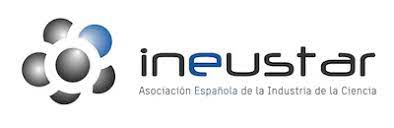 ineustar
Asociación Española de la Industria de la Ciencia